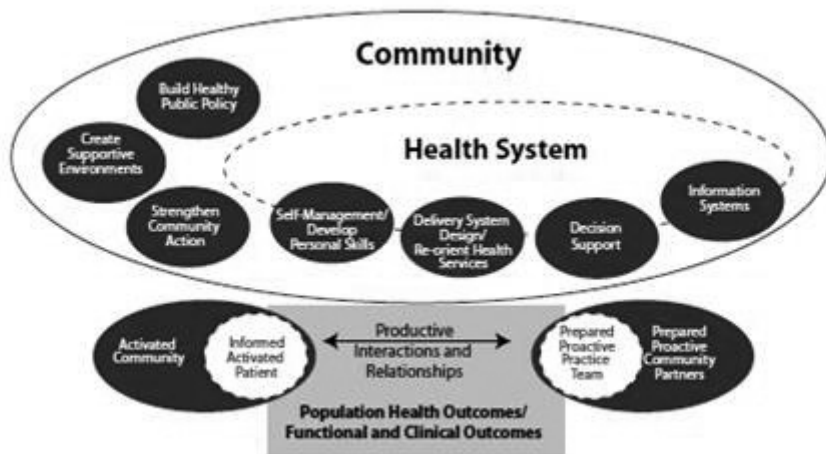 Community
Build Healthy
Public Policy
Create
Supportive
Environments
Strengthen
Community
Action
Health System
Self-Management/
Develop
Personal Skills
Delivery System
Design/
Re-orient Health
Services
Decision
Support
Information
Systems
Activated
Community
Informed
Activated
Patient
Productive
Interactions and
Relationships
Prepared
Proactive
Practice
Team
Prepared
Proactive
Community
Partners
Population Health Outcomes/
Functional and Clinical Outcomes